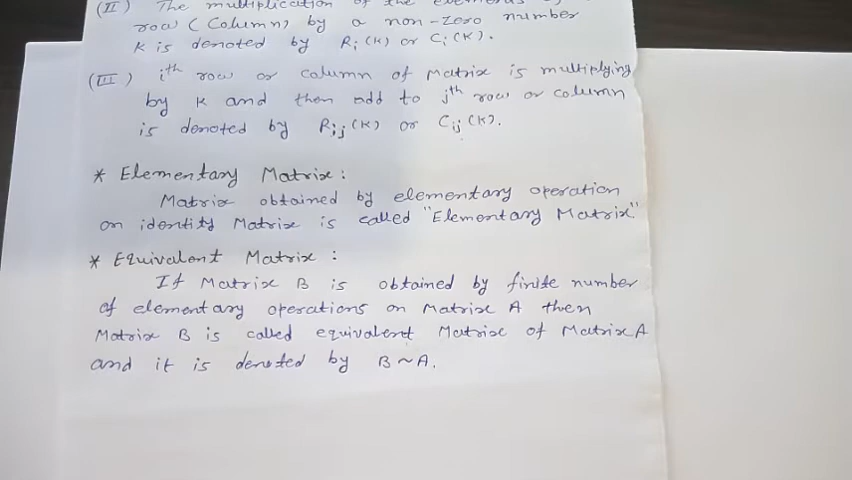 (II) The multiplication of the elements of
row (Column) by a non-zero number
K is denoted by Ri(K) or Ci(K).
(III) ith row or column of Matrix is multiplying
by K and then add to jth row or column
is denoted by Rij(K) or Cij(K).
* Elementary Matrix :
Matrix obtained by elementary operation
on identity Matrix is called "Elementary Matrix"
* Equivalent Matrix :
If Matrix B is obtained by finite number
of elementary operations on Matrix A then
Matrix B is called equivalent Matrix of Matrix A
and it is denoted by B ~ A.